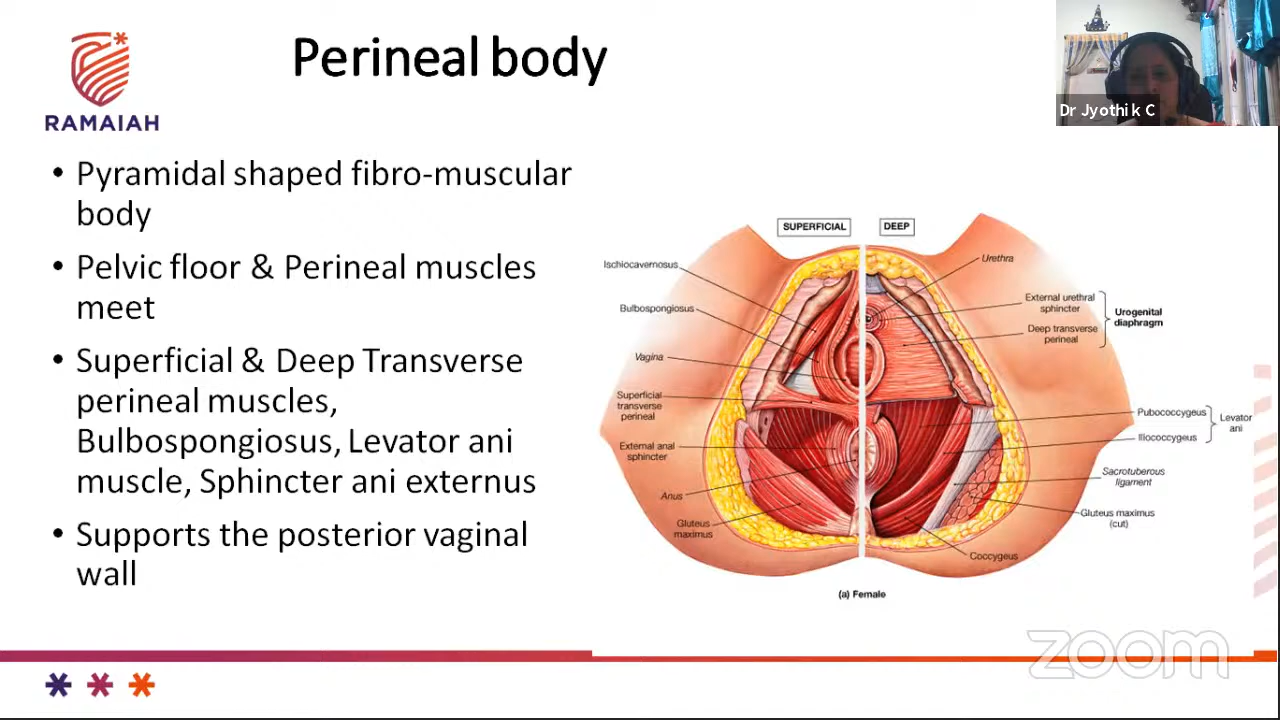 Perineal body
RAMAIAH
Dr Jyothik C
• Pyramidal shaped fibro-muscular
body
• Pelvic floor & Perineal muscles
meet
• Superficial & Deep Transverse
perineal muscles,
Bulbospongiosus, Levator ani
muscle, Sphincter ani externus
• Supports the posterior vaginal
wall
SUPERFICIAL
DEEP
Ischiocavernosus
Bulbospongiosus
Vagina
Superficial
transverse
perineal
External anal
sphincter
Anus
Gluteus
maximus
Urethra
External urethral
sphincter
Deep transverse
perineal
Urogenital
diaphragm
Pubococcygeus
Iliococcygeus
Levator
ani
Sacrotuberous
ligament
Gluteus maximus
(cut)
Coccygeus
(a) Female
zoom